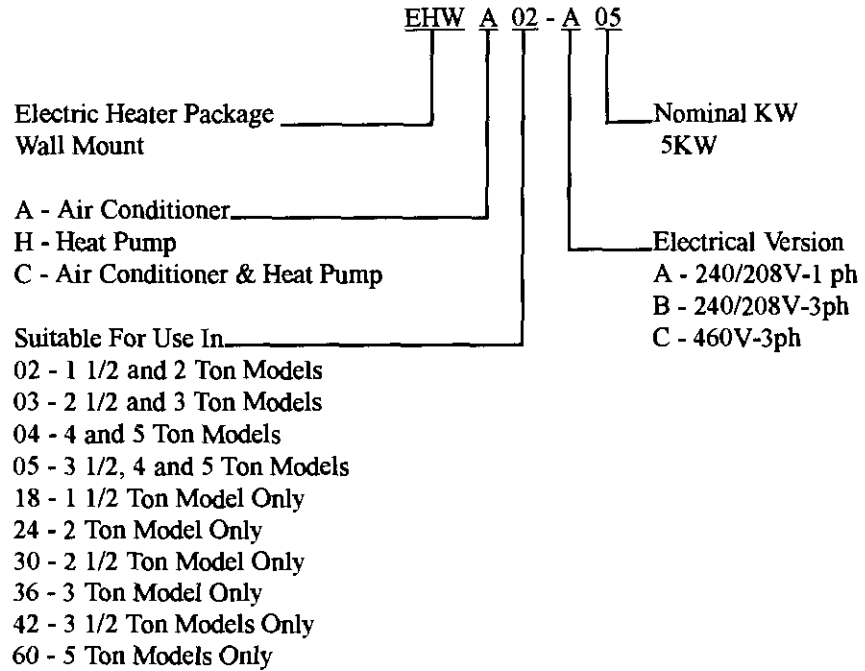 EHW A 02 - A 05
Electric Heater Package
Wall Mount
A - Air Conditioner
H - Heat Pump
C - Air Conditioner & Heat Pump
Suitable For Use In
02 - 1 1/2 and 2 Ton Models
03 - 2 1/2 and 3 Ton Models
04 - 4 and 5 Ton Models
05 - 3 1/2, 4 and 5 Ton Models
18 - 1 1/2 Ton Model Only
24 - 2 Ton Model Only
30 - 2 1/2 Ton Model Only
36 - 3 Ton Model Only
42 - 3 1/2 Ton Models Only
60 - 5 Ton Models Only
Nominal KW
5KW
Electrical Version
A - 240/208V-1 ph
B - 240/208V-3ph
C - 460V-3ph